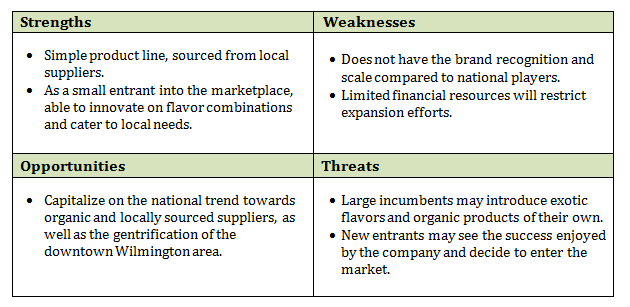 Strengths
Simple product line, sourced from local
suppliers.
As a small entrant into the marketplace,
able to innovate on flavor combinations
and cater to local needs.
Weaknesses
Does not have the brand recognition and
scale compared to national players.
Limited financial resources will restrict
expansion efforts.
Opportunities
Capitalize on the national trend towards
organic and locally sourced suppliers, as
well as the gentrification of the
downtown Wilmington area.
Threats
Large incumbents may introduce exotic
flavors and organic products of their own.
New entrants may see the success enjoyed
by the company and decide to enter the
market.